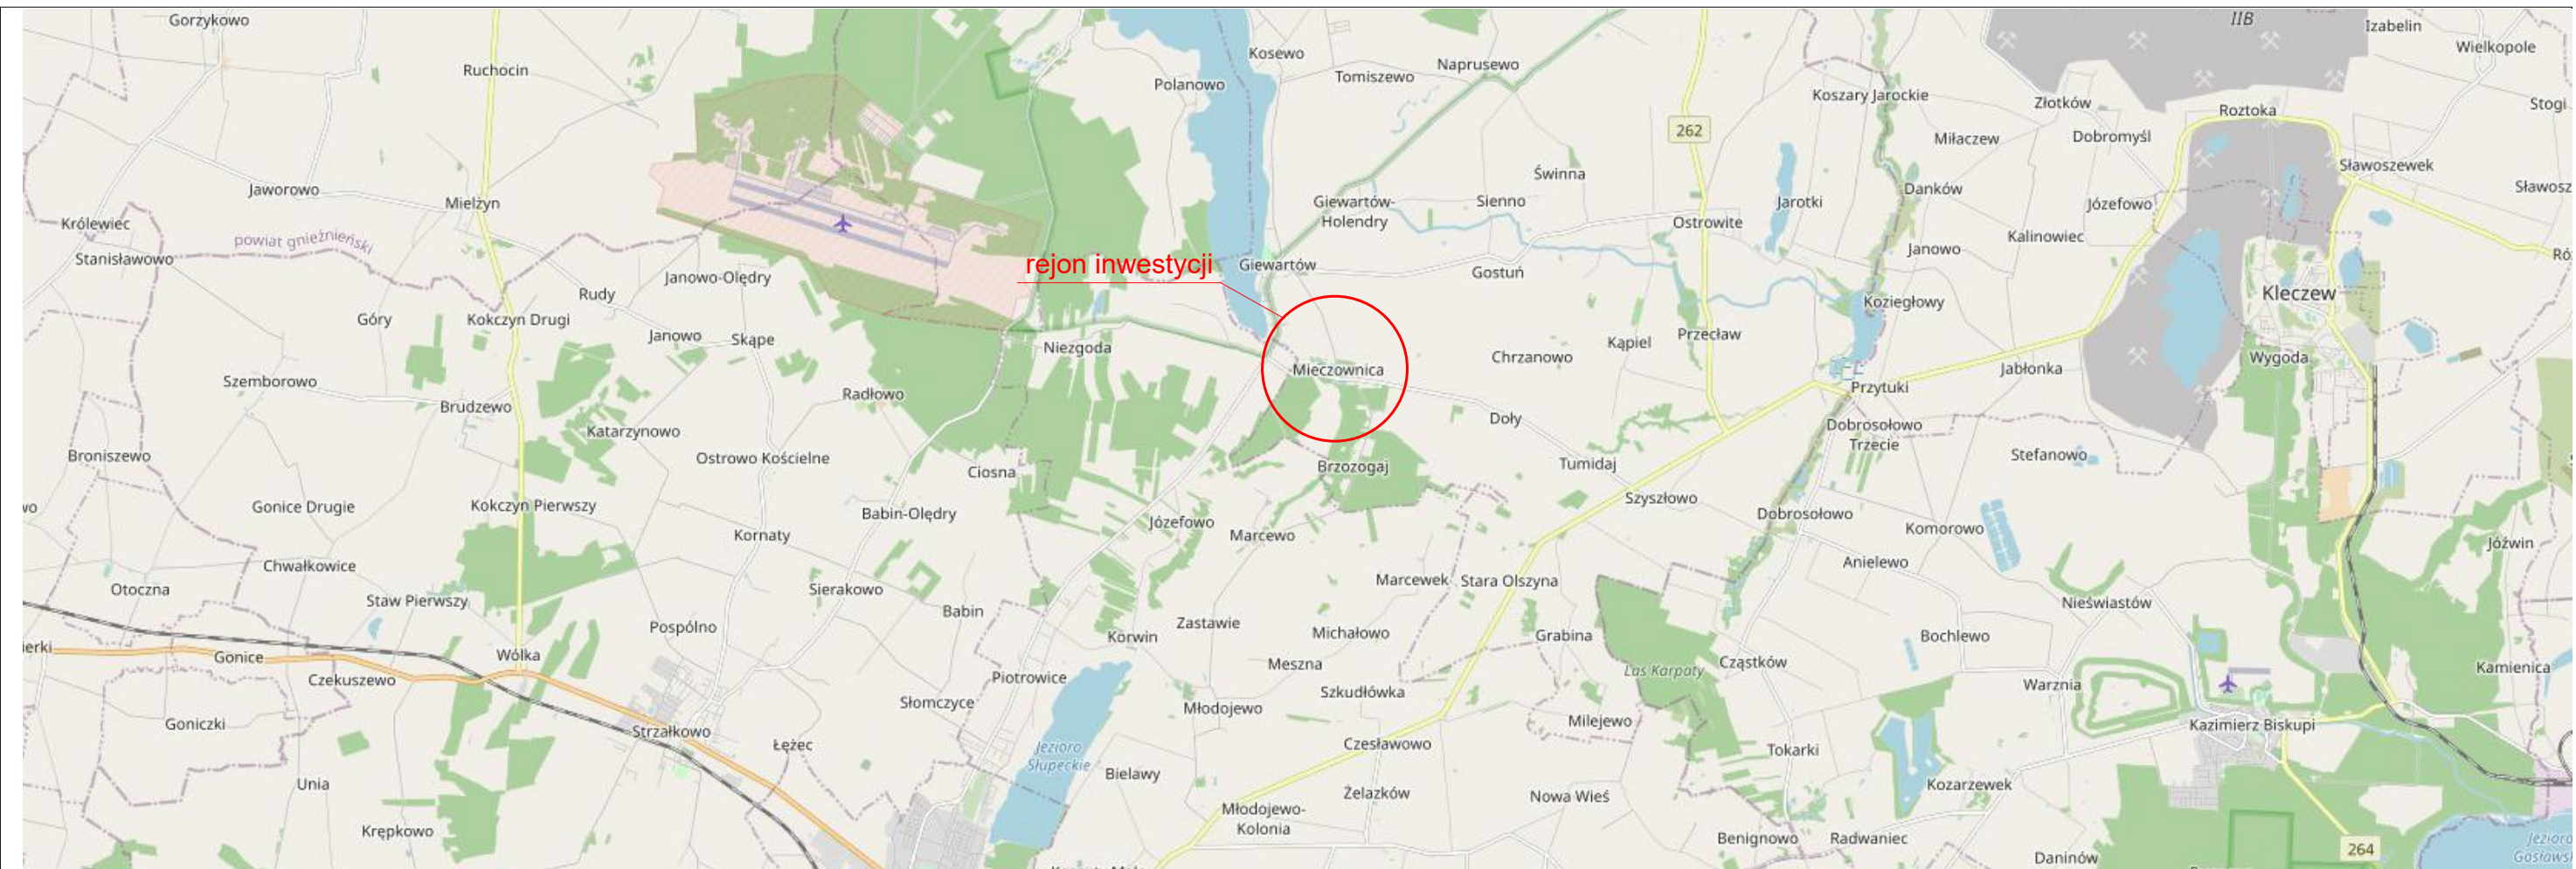 Gorzykowo
IIB
Izabelin
Wielkopole
Kosewo
Naprusewo
Ruchocin
Tomiszewo
Polanowo
Koszary Jarockie
Złotków
Stogi
Roztoka
262
Miłaczew
Dobromyśl
Sławoszewek
Świnna
Jaworowo
Danków
Mielżyn
Giewartów-
Holendry
Sienno
Jarotki
Józefowo
Królewiec
Ostrowite
powiat gnieźnieński
Kalinowiec
Janowo
Stanisławowo
rejon inwestycji
Giewartów
Gostuń
Janowo-Olędry
Rudy
Kleczew
Koziegłowy
Góry
Kokczyn Drugi
Janowo
Skąpe
Niezgoda
Kąpiel
Przecław
Chrzanowo
Wygoda
Mieczownica
Jabłonka
Szemborowo
Przytuki
Radłowo
Brudzewo
Doły
Dobrosołowo
Trzecie
Katarzynowo
Broniszewo
Ostrowo Kościelne
Stefanowo
Ciosna
Brzozogaj
Tumidaj
Szyszłowo
Gonice Drugie
Kokczyn Pierwszy
Babin-Olędry
Dobrosołowo
Józefowo
Komorowo
Kornaty
Marcewo
Jóźwin
Chwałkowice
Anielewo
Otoczna
Sierakowo
Marcewek
Stara Olszyna
Staw Pierwszy
Babin
Nieświastów
Pospólno
Zastawie
Korwin
Michałowo
Grabina
Bochlewo
Gonice
Wólka
Meszna
Las Karpaty
Cząstków
Kamienica
Czekuszewo
Piotrowice
Szkudłówka
Warznia
Słomczyce
Młodojewo
Goniczki
Milejewo
Kazimierz Biskupi
Strzałkowo
Łężec
Jezioro
Słupeckie
Czesławowo
Tokarki
Bielawy
Unia
Kozarzewek
Żelazków
Nowa Wieś
Młodojewo-
Kolonia
Krępkowo
Benignowo
Radwaniec
264
Daninów